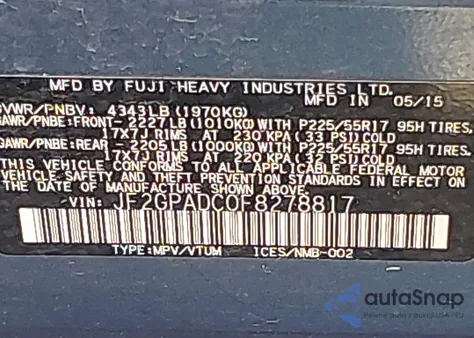 MFD BY FUJI HEAVY INDUSTRIES LTD. IN 05/15
GVWR/PNBV: 4343LB (1970KG)
GAWR/PNBE:FRONT- 2227LB (1010KG)WITH P225/55R17 95H TIRES,
17X7J RIMS AT 230 KPA (33 PSI)COLD
GAWR/PNBE:REAR - 2205LB (1000KG)WITH P225/55R17 95H TIRES,
17X7J RIMS AT 220 KPA (32 PSI)COLD
THIS VEHICLE CONFORMS TO ALL APPLICABLE FEDERAL MOTOR
VEHICLE SAFETY AND THEFT PREVENTION STANDARDS IN EFFECT ON
THE DATE OF MANUFACTURE SHOWN ABOVE.
VIN: JF2GPADC0F8278817
TYPE:MPV/VTUM ICES/NMB-002
autoSnap